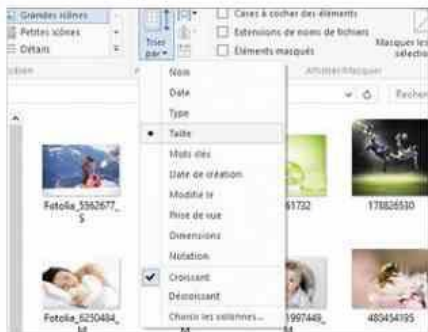 Grandes icônes
Petites icônes
Détails
Trier
par
Cases à cocher des éléments
Extensions de noms de fichiers
Éléments masqués
Masquer les
sélectio
Afficher/Masquer
Recher
Nom
Date
Type
Taille
Mots clés
Date de création
Modifié le
Prise de vue
Dimensions
Notation
Croissant
Décroissant
Choisir les colonnes...
Fotolia_5562677_
S
61732
178826530
Fotolia_6250484_
M
M
1997449_
M
480454195